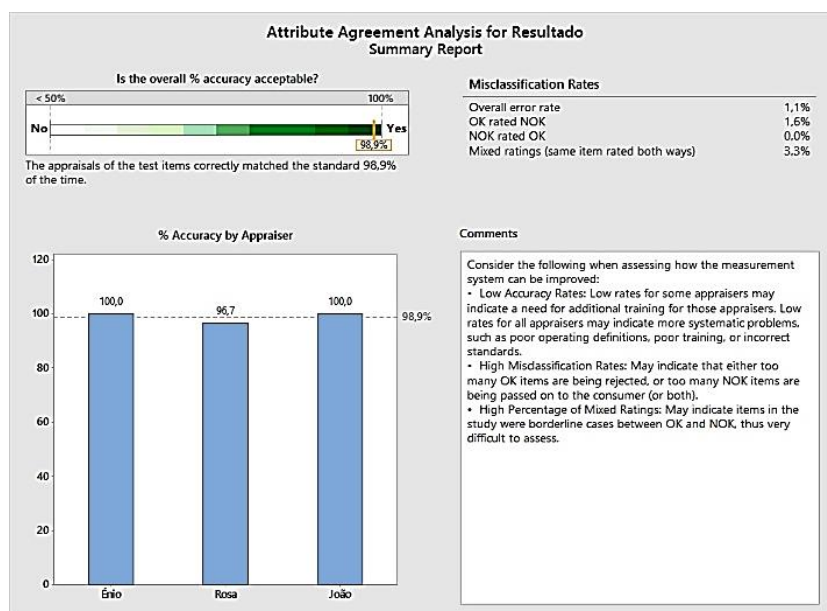 Attribute Agreement Analysis for Resultado
Summary Report
Is the overall % accuracy acceptable?
< 50% 100%
No Yes
98,9%
The appraisals of the test items correctly matched the standard 98,9%
of the time.
Misclassification Rates
Overall error rate 1,1%
OK rated NOK 1,6%
NOK rated OK 0.0%
Mixed ratings (same item rated both ways) 3.3%
% Accuracy by Appraiser
120
100
80
60
40
20
0
100,0
96,7
100,0
98,9%
Énio
Rosa
João
Comments
Consider the following when assessing how the measurement
system can be improved:
• Low Accuracy Rates: Low rates for some appraisers may
indicate a need for additional training for those appraisers. Low
rates for all appraisers may indicate more systematic problems,
such as poor operating definitions, poor training, or incorrect
standards.
• High Misclassification Rates: May indicate that either too
many OK items are being rejected, or too many NOK items are
being passed on to the consumer (or both).
• High Percentage of Mixed Ratings: May indicate items in the
study were borderline cases between OK and NOK, thus very
difficult to assess.